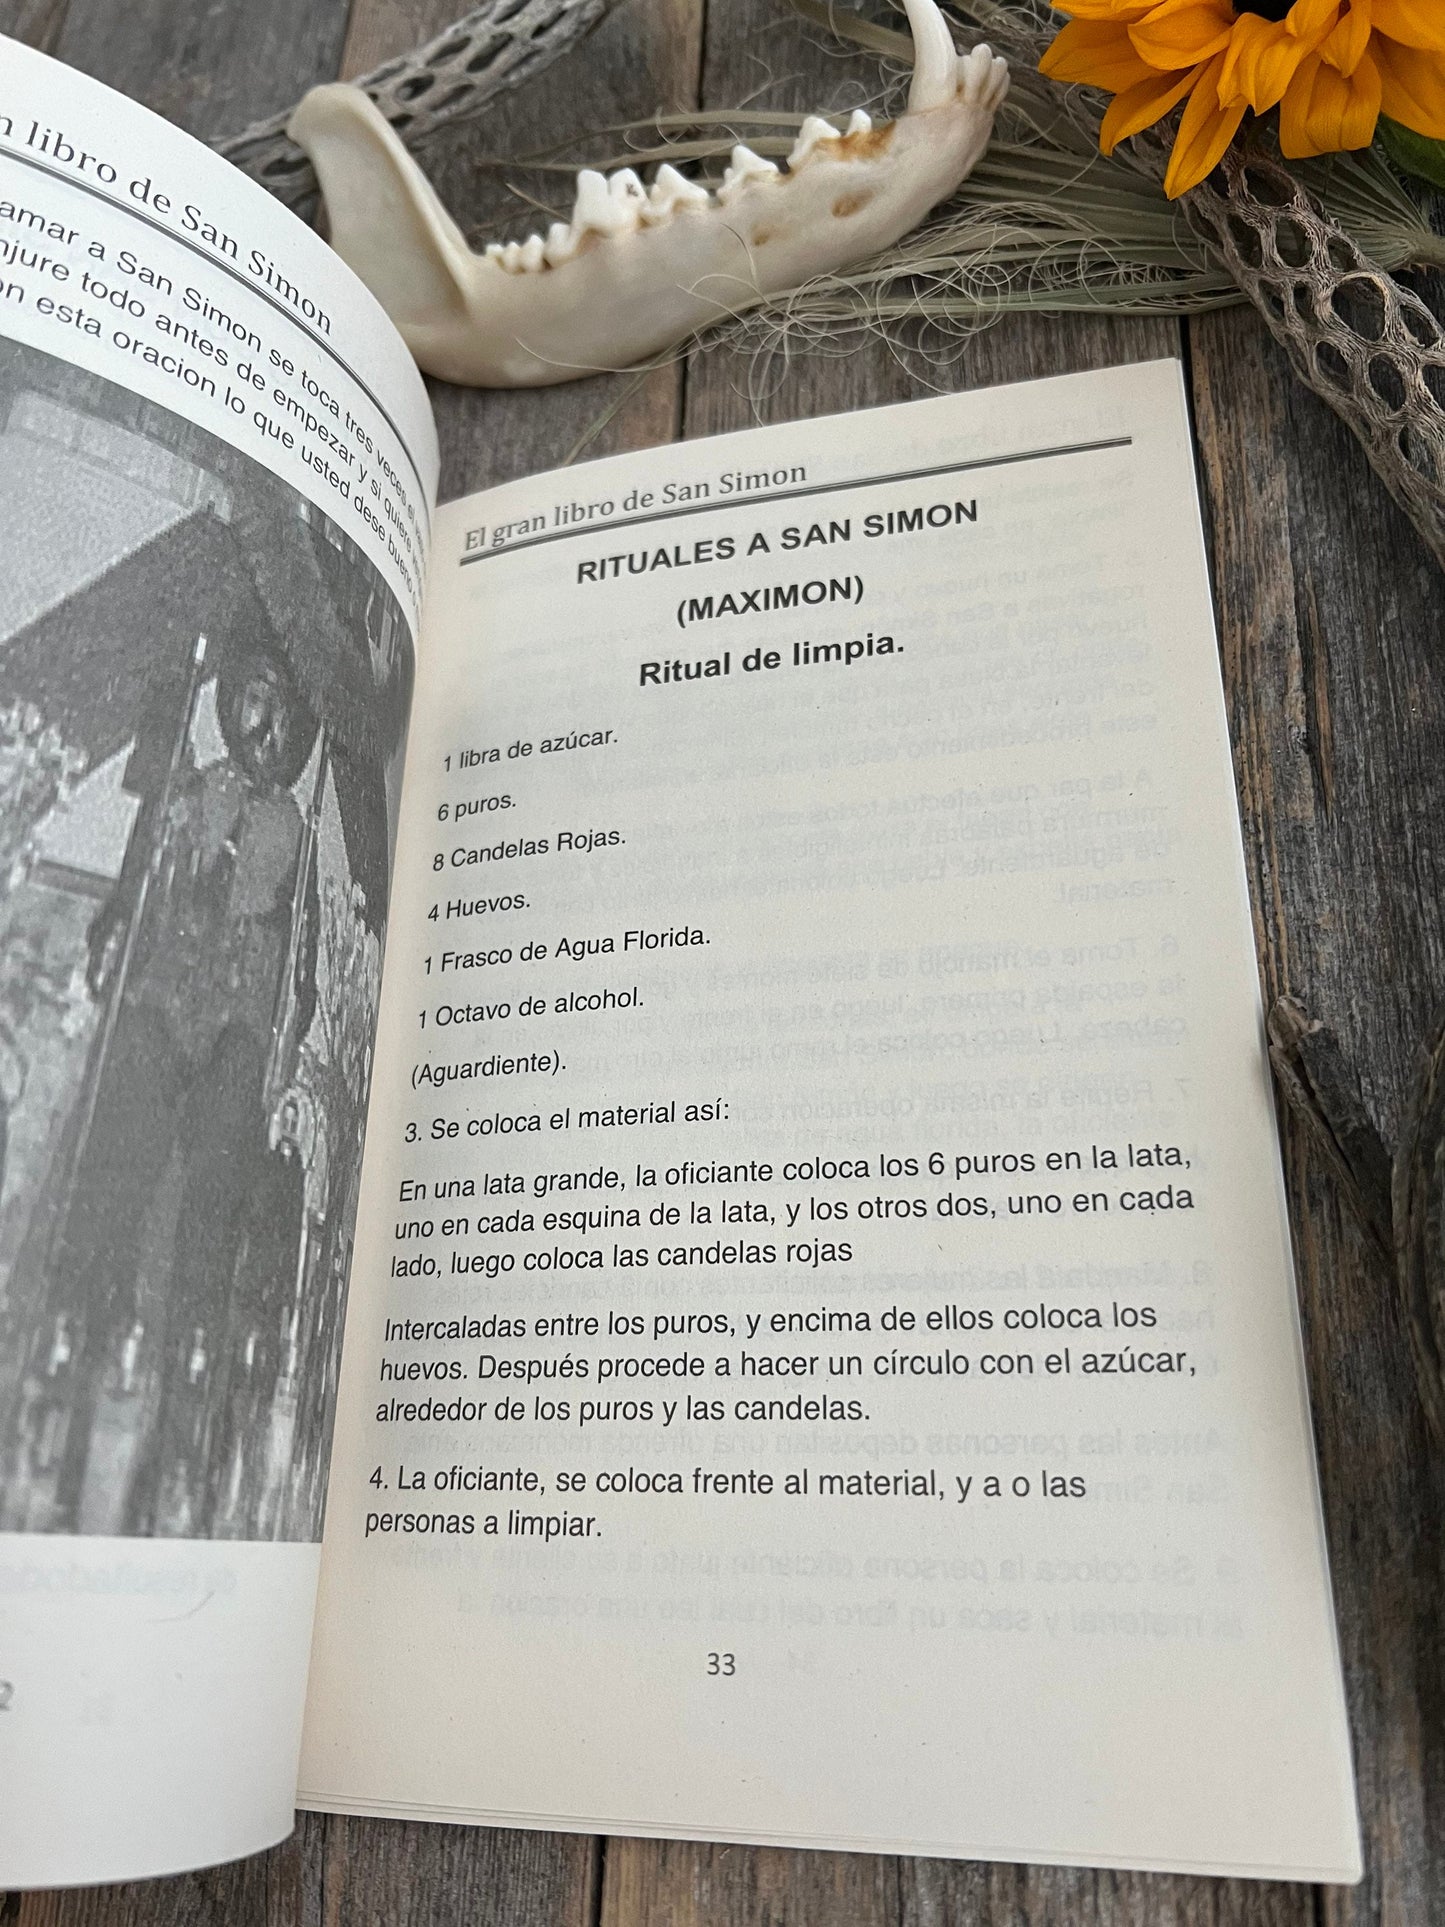 n libro de San Simon
amar a San Simon se toca tres veces el
njure todo antes de empezar y si quiere
on esta oracion lo que usted dese bueno
2
El gran libro de San Simon
RITUALES A SAN SIMON
(MAXIMON)
Ritual de limpia.
1 libra de azúcar.
6 puros.
8 Candelas Rojas.
4 Huevos.
1 Frasco de Agua Florida.
1 Octavo de alcohol.
(Aguardiente).
3. Se coloca el material así:
En una lata grande, la oficiante coloca los 6 puros en la lata,
uno en cada esquina de la lata, y los otros dos, uno en cada
lado, luego coloca las candelas rojas
Intercaladas entre los puros, y encima de ellos coloca los
huevos. Después procede a hacer un círculo con el azúcar,
alrededor de los puros y las candelas.
4. La oficiante, se coloca frente al material, y a o las
personas a limpiar.
33